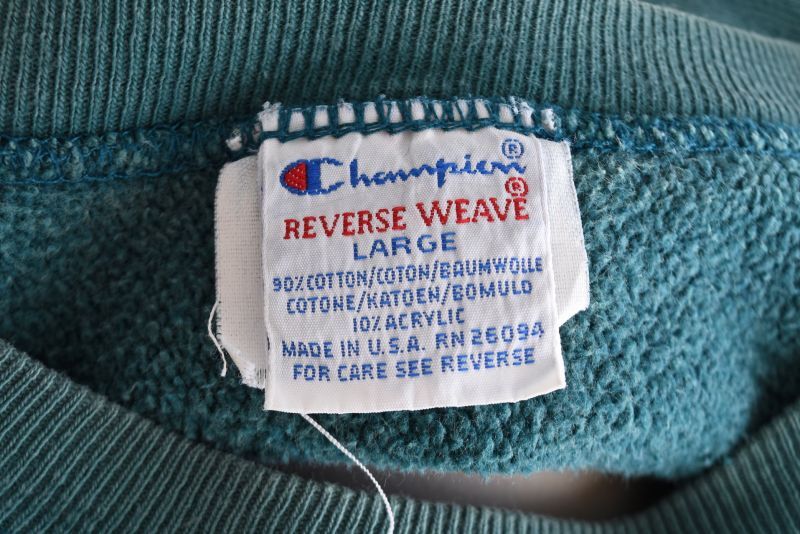 Champion®
REVERSE WEAVE®
LARGE
90% COTTON/COTON/BAUMWOLLE
COTONE/KATOEN/BOMULD
10% ACRYLIC
MADE IN U.S.A. RN 26094
FOR CARE SEE REVERSE